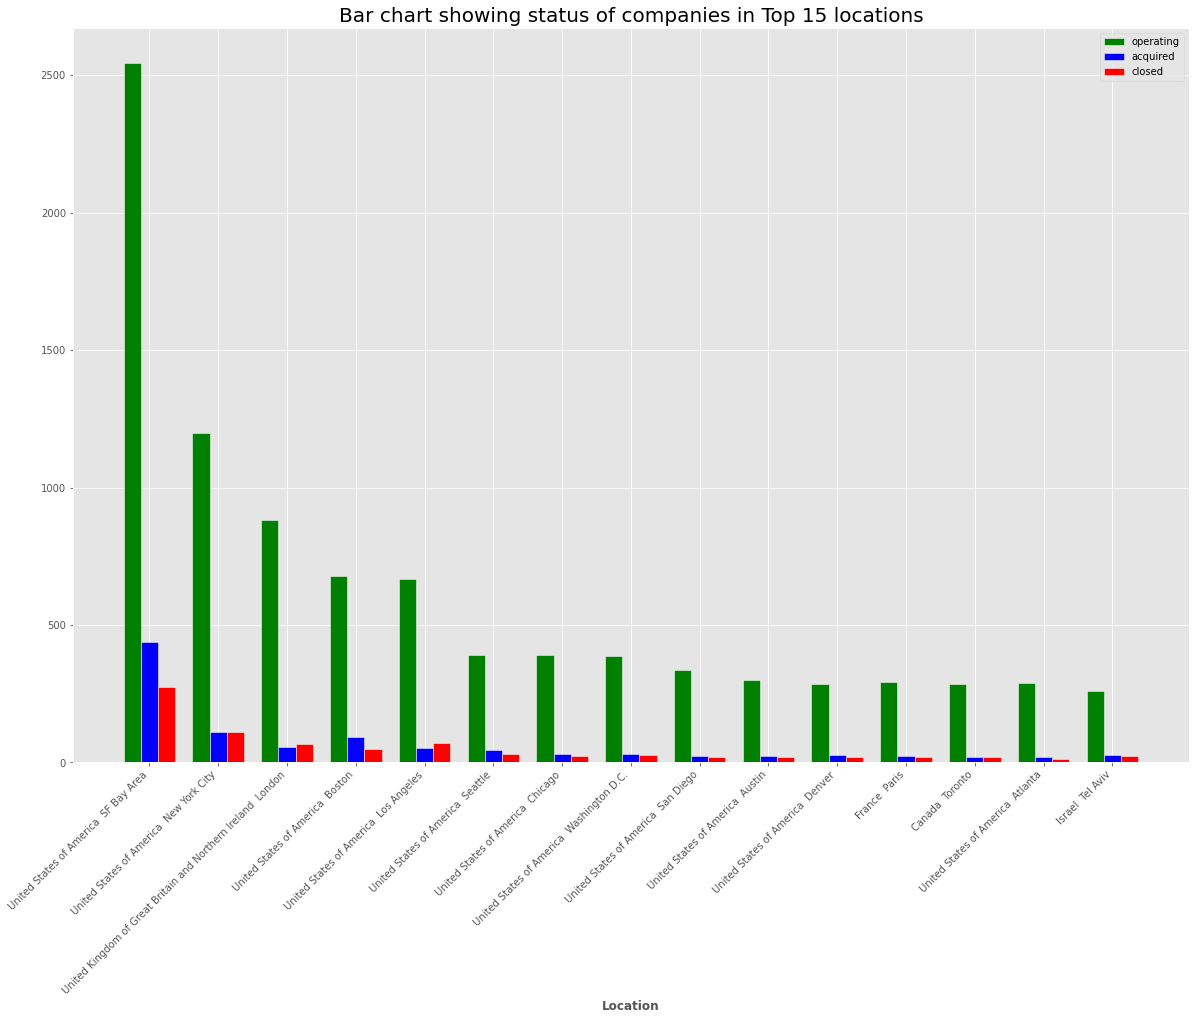 Bar chart showing status of companies in Top 15 locations
operating
acquired
closed
2500
2000
1500
1000
500
0
United States of America  SF Bay Area
United States of America  New York City
United Kingdom of Great Britain and Northern Ireland  London
United States of America  Boston
United States of America  Los Angeles
United States of America  Seattle
United States of America  Chicago
United States of America  Washington D.C.
United States of America  San Diego
United States of America  Austin
United States of America  Denver
France  Paris
Canada  Toronto
United States of America  Atlanta
Israel  Tel Aviv
Location